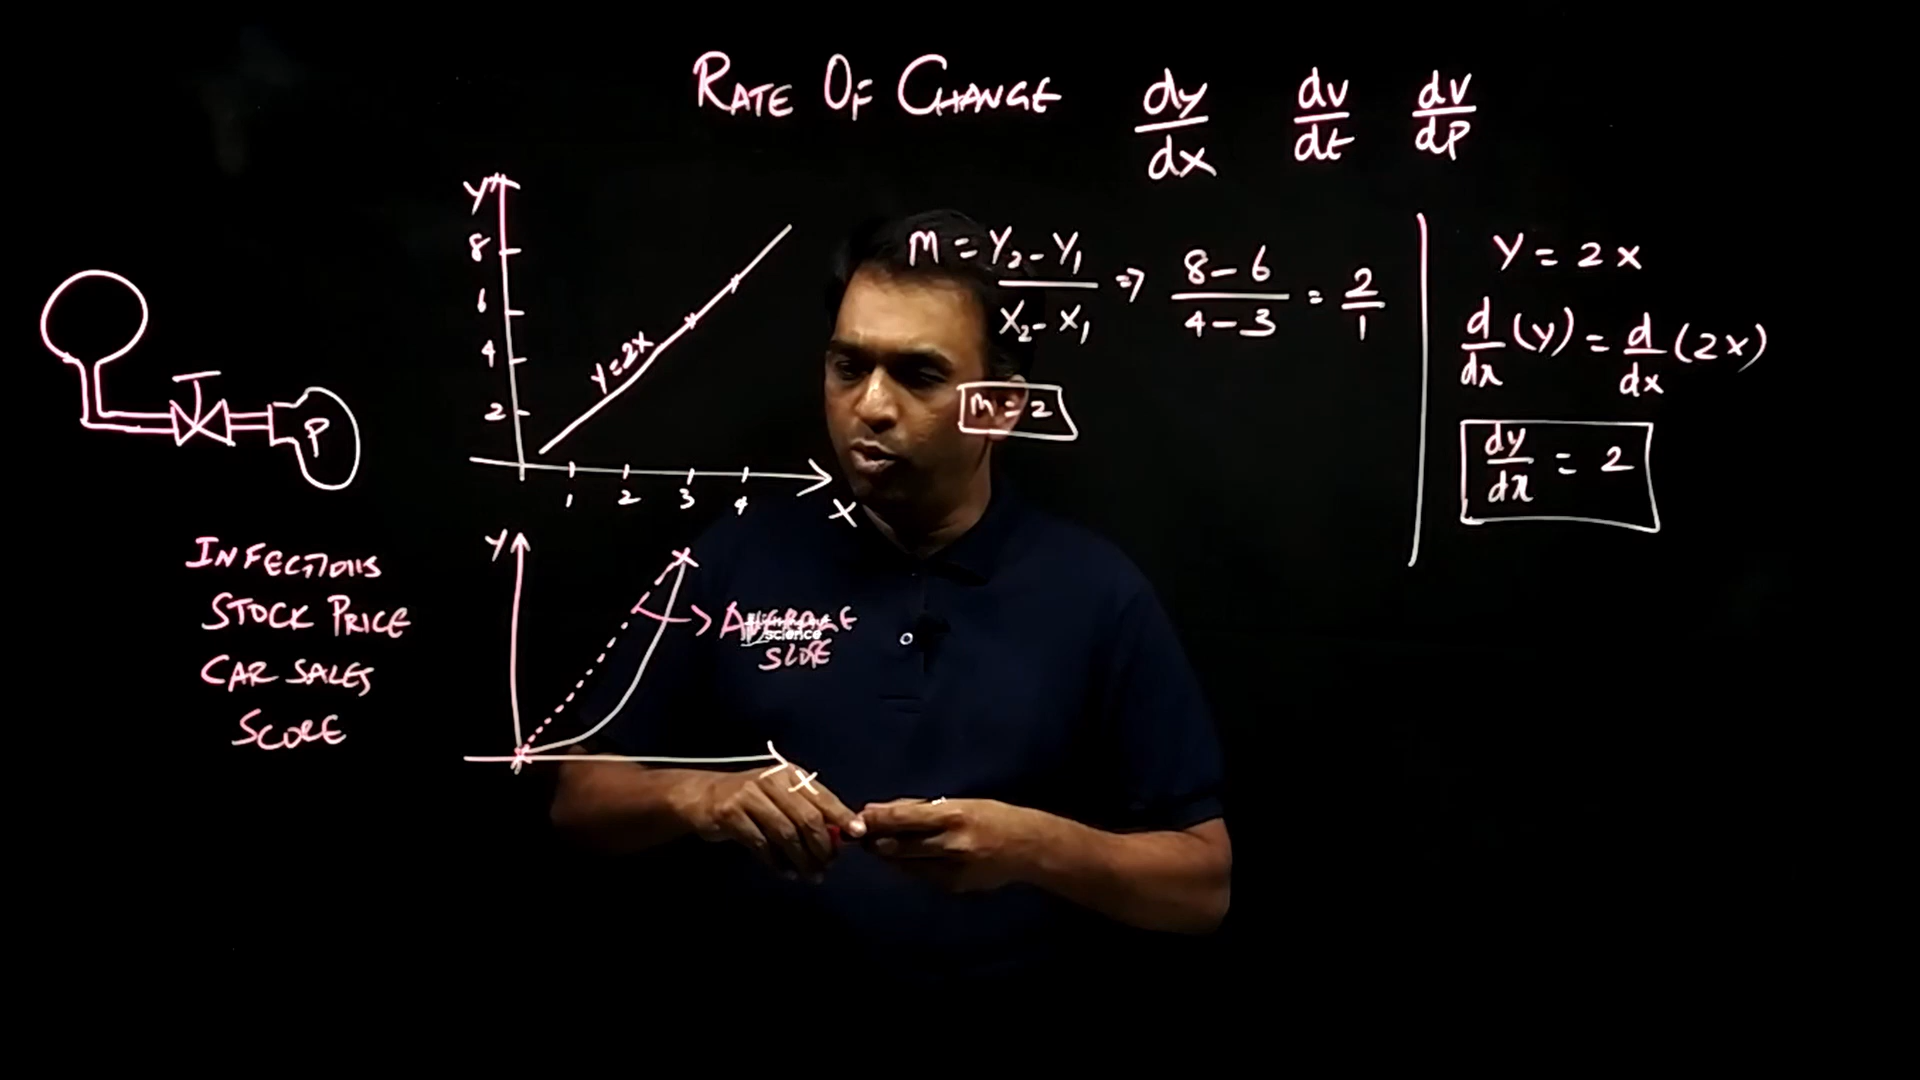 RATE OF CHANGE dy/dx dv/dt dv/dp
Y
8
6
4
2
1 2 3 4
X
y=2x
M = Y₂-Y₁ / X₂-X₁ => 8-6 / 4-3 = 2/1
m = 2
Y = 2x
d/dx (y) = d/dx (2x)
dy/dx = 2
P
INFECTIONS
STOCK PRICE
CAR SALES
SCORE
Y
X
AVERAGE
SLOPE
science